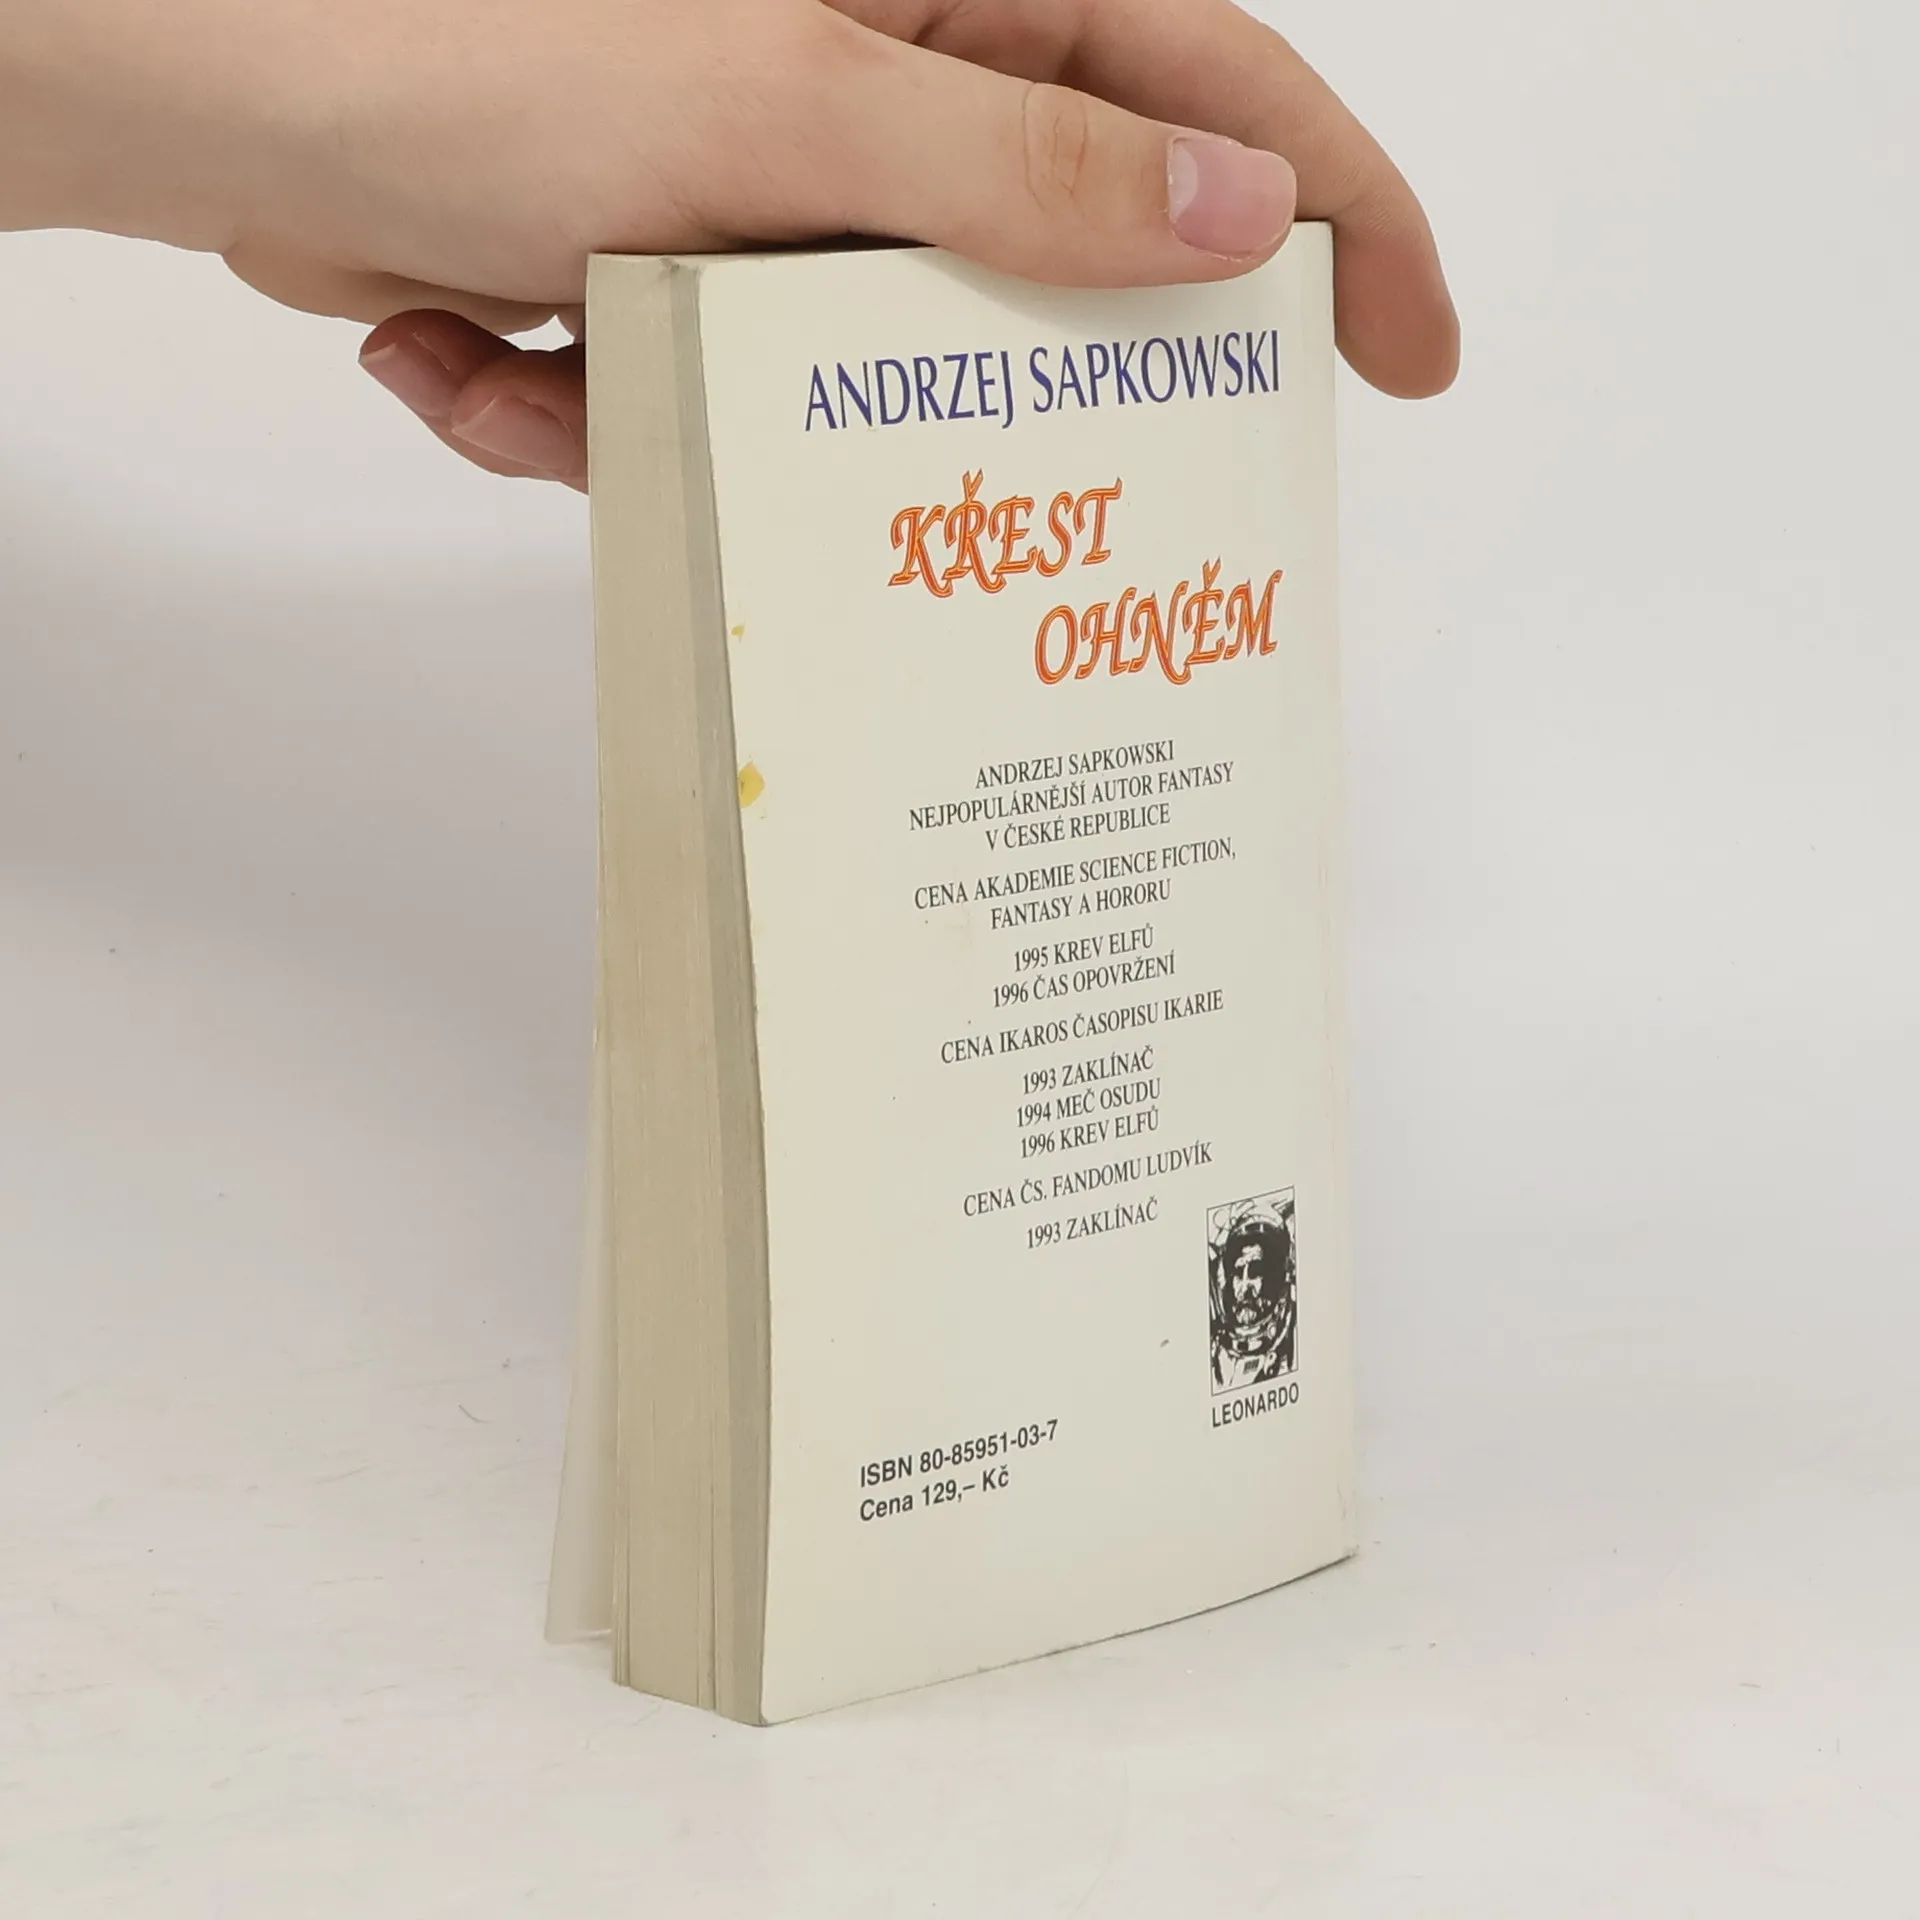 ANDRZEJ SAPKOWSKI
KŘEST
OHNĚM
ANDRZEJ SAPKOWSKI
NEJPOPULÁRNĚJŠÍ AUTOR FANTASY
V ČESKÉ REPUBLICE
CENA AKADEMIE SCIENCE FICTION,
FANTASY A HORORU
1995 KREV ELFŮ
1996 ČAS OPOVRŽENÍ
CENA IKAROS ČASOPISU IKARIE
1993 ZAKLÍNAČ
1994 MEČ OSUDU
1996 KREV ELFŮ
CENA ČS. FANDOMU LUDVÍK
1993 ZAKLÍNAČ
LEONARDO
ISBN 80-85951-03-7
Cena 129,– Kč